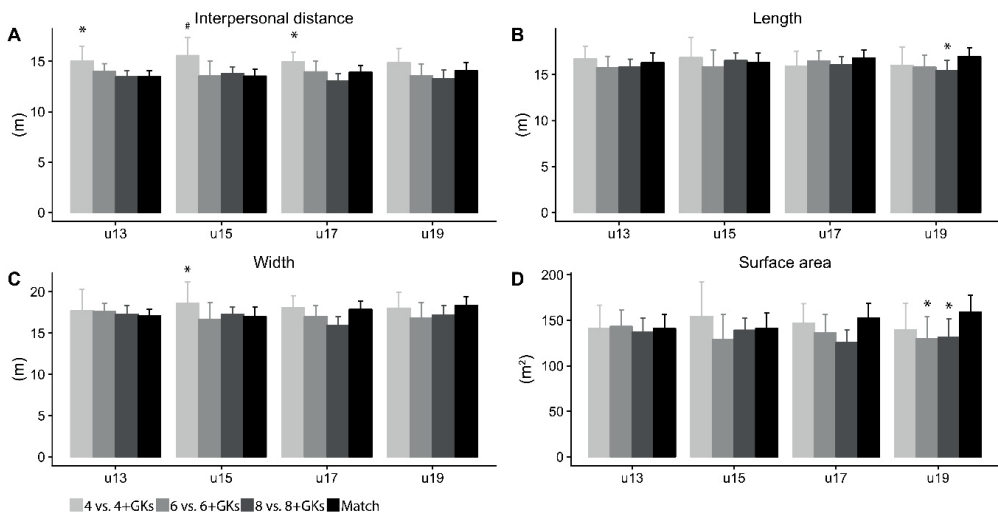 A
Interpersonal distance
*
#
*
15
10
5
0
(m)
u13 u15 u17 u19
B
Length
*
15
10
5
0
(m)
u13 u15 u17 u19
C
Width
*
20
15
10
5
0
(m)
u13 u15 u17 u19
D
Surface area
* *
200
150
100
50
0
(m²)
u13 u15 u17 u19
4 vs. 4+GKs 6 vs. 6+GKs 8 vs. 8+GKs Match